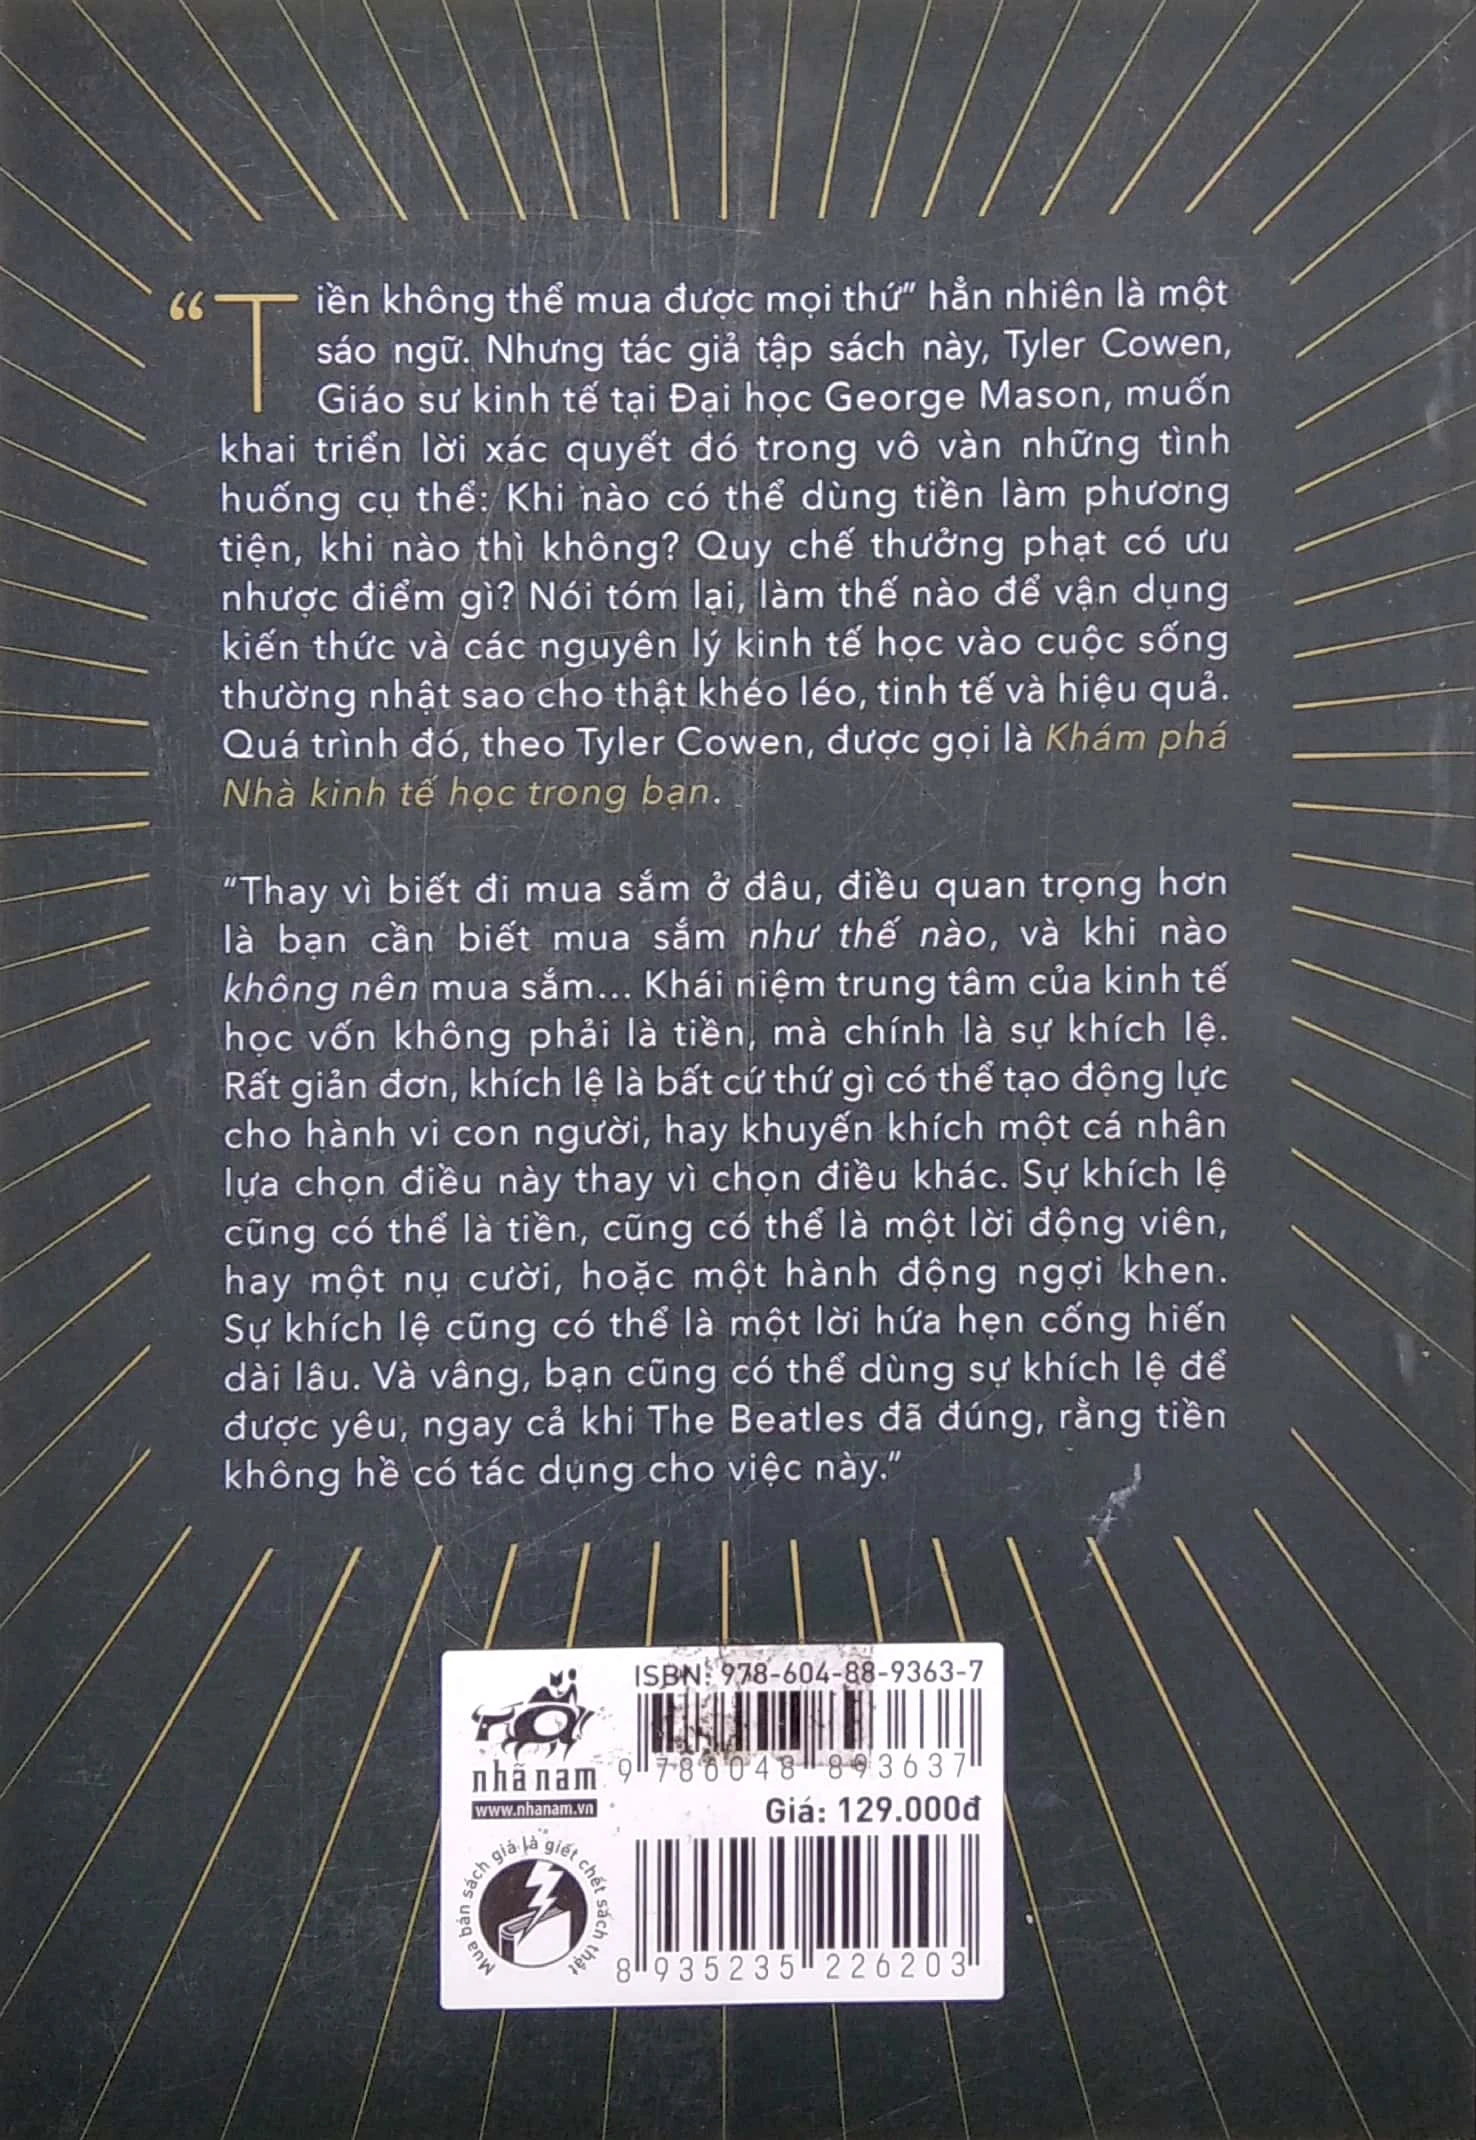 “Tiền không thể mua được mọi thứ” hẳn nhiên là một
sáo ngữ. Nhưng tác giả tập sách này, Tyler Cowen,
Giáo sư kinh tế tại Đại học George Mason, muốn
khai triển lời xác quyết đó trong vô vàn những tình
huống cụ thể: Khi nào có thể dùng tiền làm phương
tiện, khi nào thì không? Quy chế thưởng phạt có ưu
nhược điểm gì? Nói tóm lại, làm thế nào để vận dụng
kiến thức và các nguyên lý kinh tế học vào cuộc sống
thường nhật sao cho thật khéo léo, tinh tế và hiệu quả.
Quá trình đó, theo Tyler Cowen, được gọi là Khám phá
Nhà kinh tế học trong bạn.
“Thay vì biết đi mua sắm ở đâu, điều quan trọng hơn
là bạn cần biết mua sắm như thế nào, và khi nào
không nên mua sắm... Khái niệm trung tâm của kinh tế
học vốn không phải là tiền, mà chính là sự khích lệ.
Rất giản đơn, khích lệ là bất cứ thứ gì có thể tạo động lực
cho hành vi con người, hay khuyến khích một cá nhân
lựa chọn điều này thay vì chọn điều khác. Sự khích lệ
cũng có thể là tiền, cũng có thể là một lời động viên,
hay một nụ cười, hoặc một hành động ngợi khen.
Sự khích lệ cũng có thể là một lời hứa hẹn cống hiến
dài lâu. Và vâng, bạn cũng có thể dùng sự khích lệ để
được yêu, ngay cả khi The Beatles đã đúng, rằng tiền
không hề có tác dụng cho việc này.”
ISBN: 978-604-88-9363-7
nhã nam
www.nhanam.vn
9 786048 893637
Giá: 129.000đ
Mua bán sách giả là giết chết sách thật
8 935235 226203